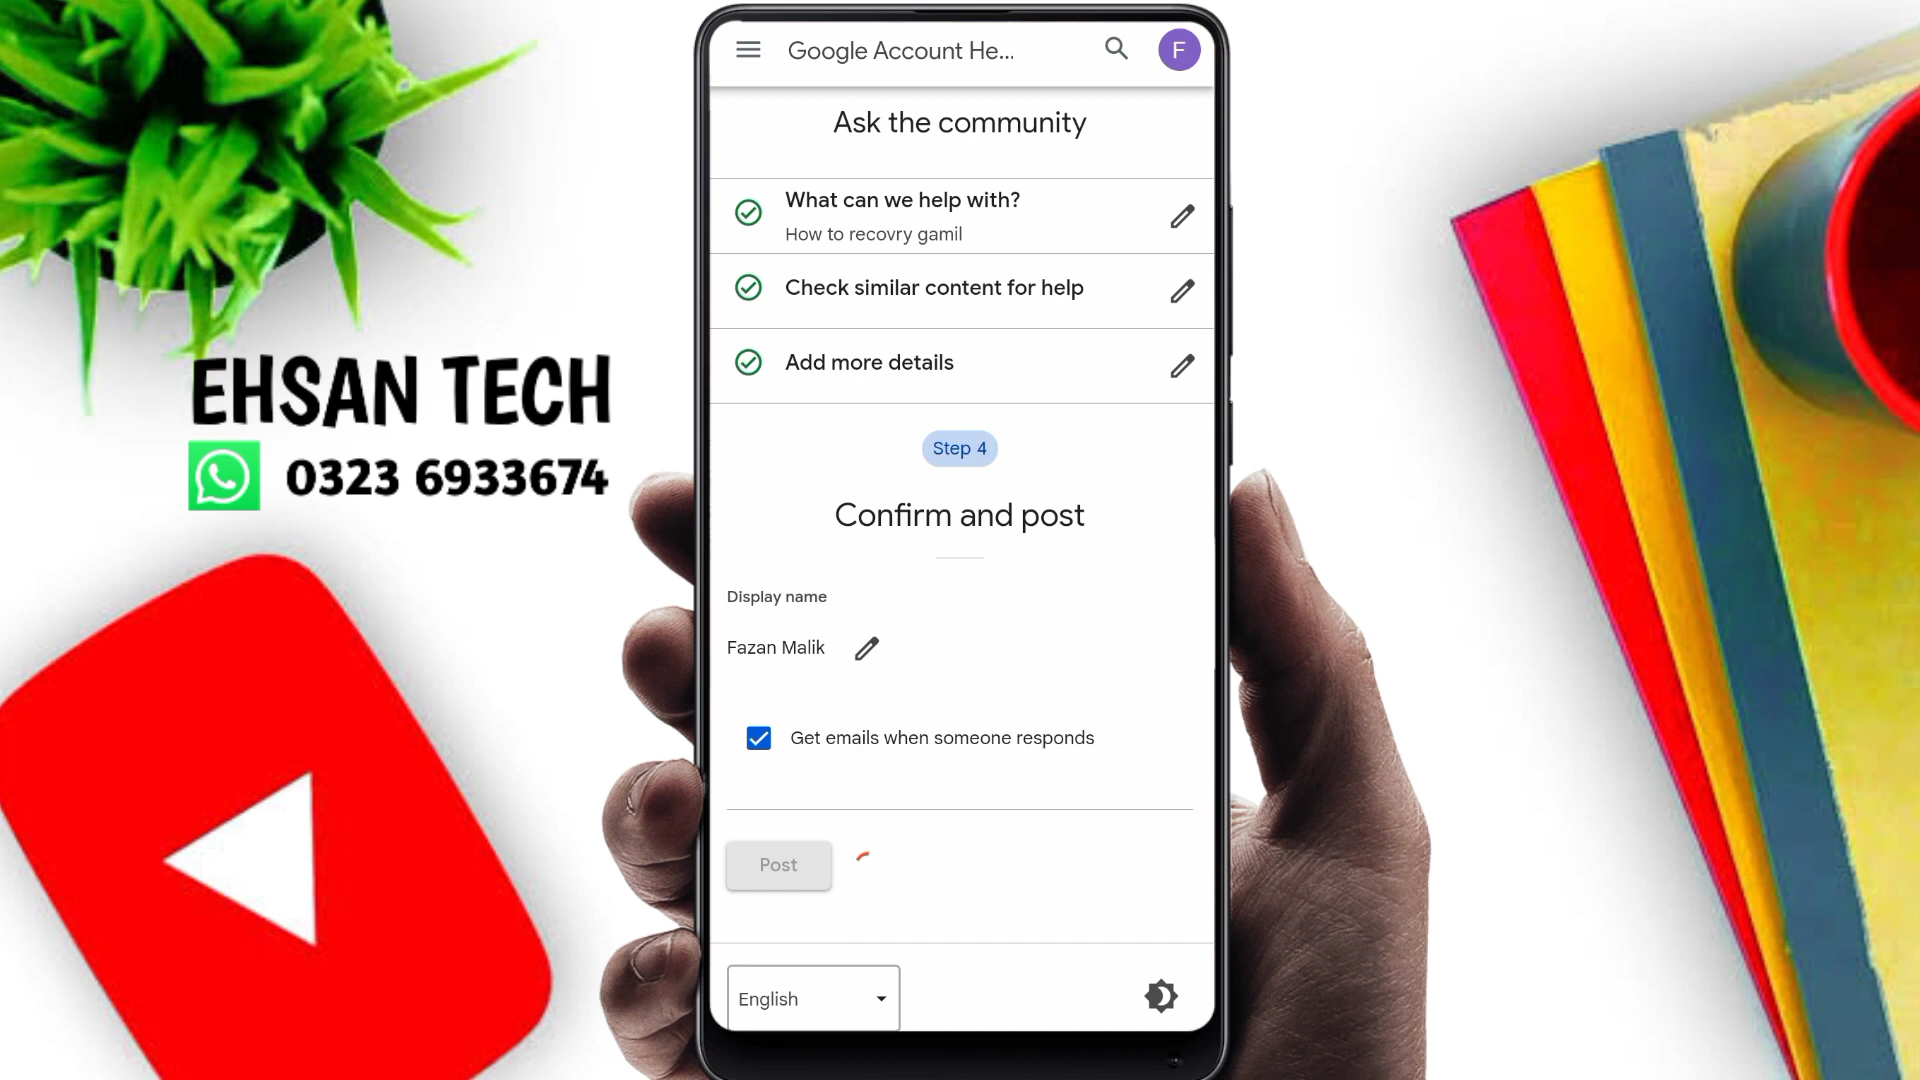 Google Account He...
F
Ask the community
What can we help with?
How to recovry gamil
Check similar content for help
Add more details
Step 4
Confirm and post
Display name
Fazan Malik
Get emails when someone responds
Post
English
EHSAN TECH
0323 6933674